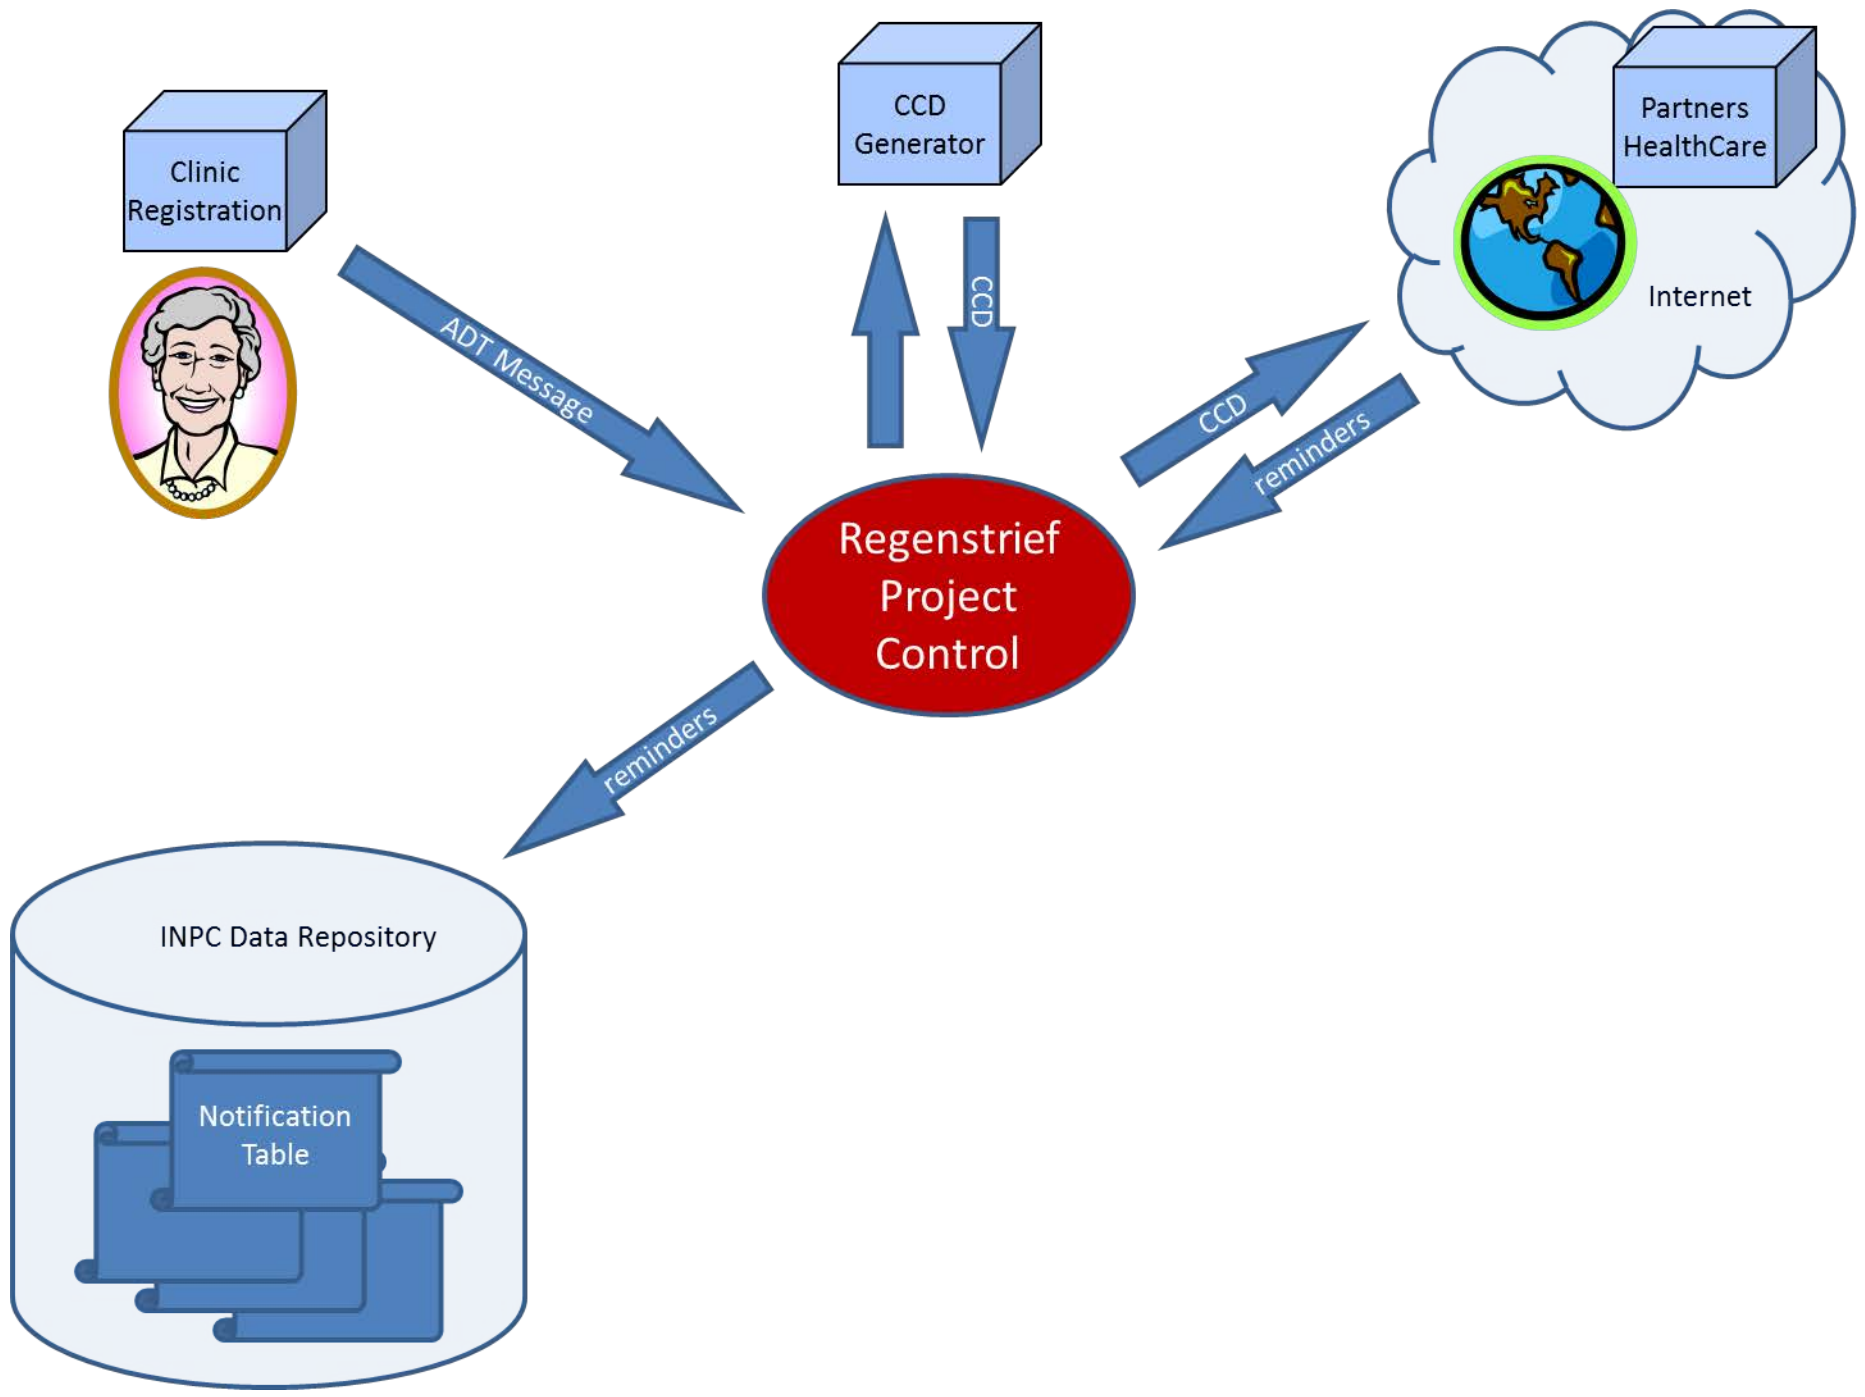 Clinic
Registration
CCD
Generator
Partners
HealthCare
Internet
ADT Message
CCD
CCD
reminders
Regenstrief
Project
Control
reminders
INPC Data Repository
Notification
Table